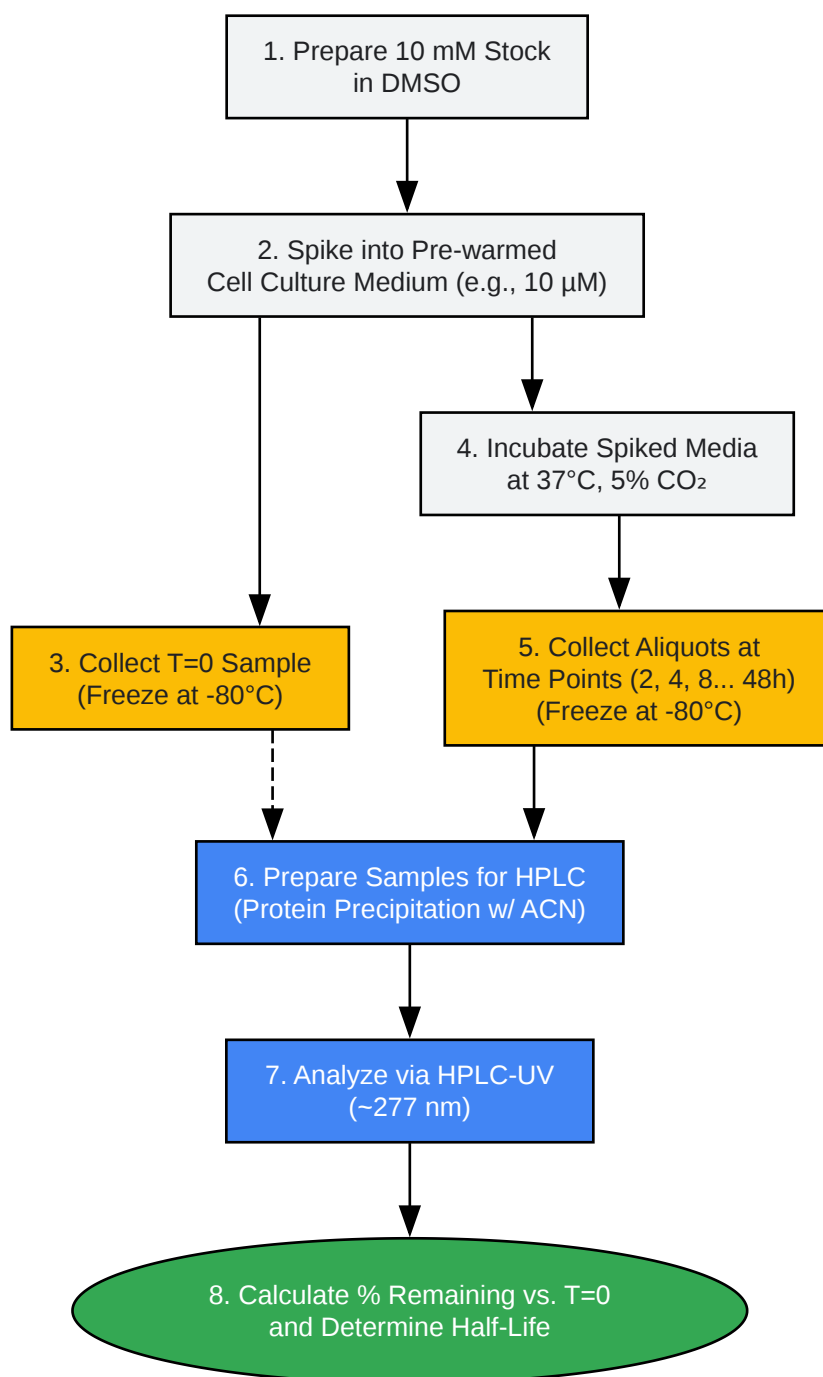 1. Prepare 10 mM Stock
in DMSO
2. Spike into Pre-warmed
Cell Culture Medium (e.g., 10 µM)
3. Collect T=0 Sample
(Freeze at -80°C)
4. Incubate Spiked Media
at 37°C, 5% CO₂
5. Collect Aliquots at
Time Points (2, 4, 8... 48h)
(Freeze at -80°C)
6. Prepare Samples for HPLC
(Protein Precipitation w/ ACN)
7. Analyze via HPLC-UV
(~277 nm)
8. Calculate % Remaining vs. T=0
and Determine Half-Life